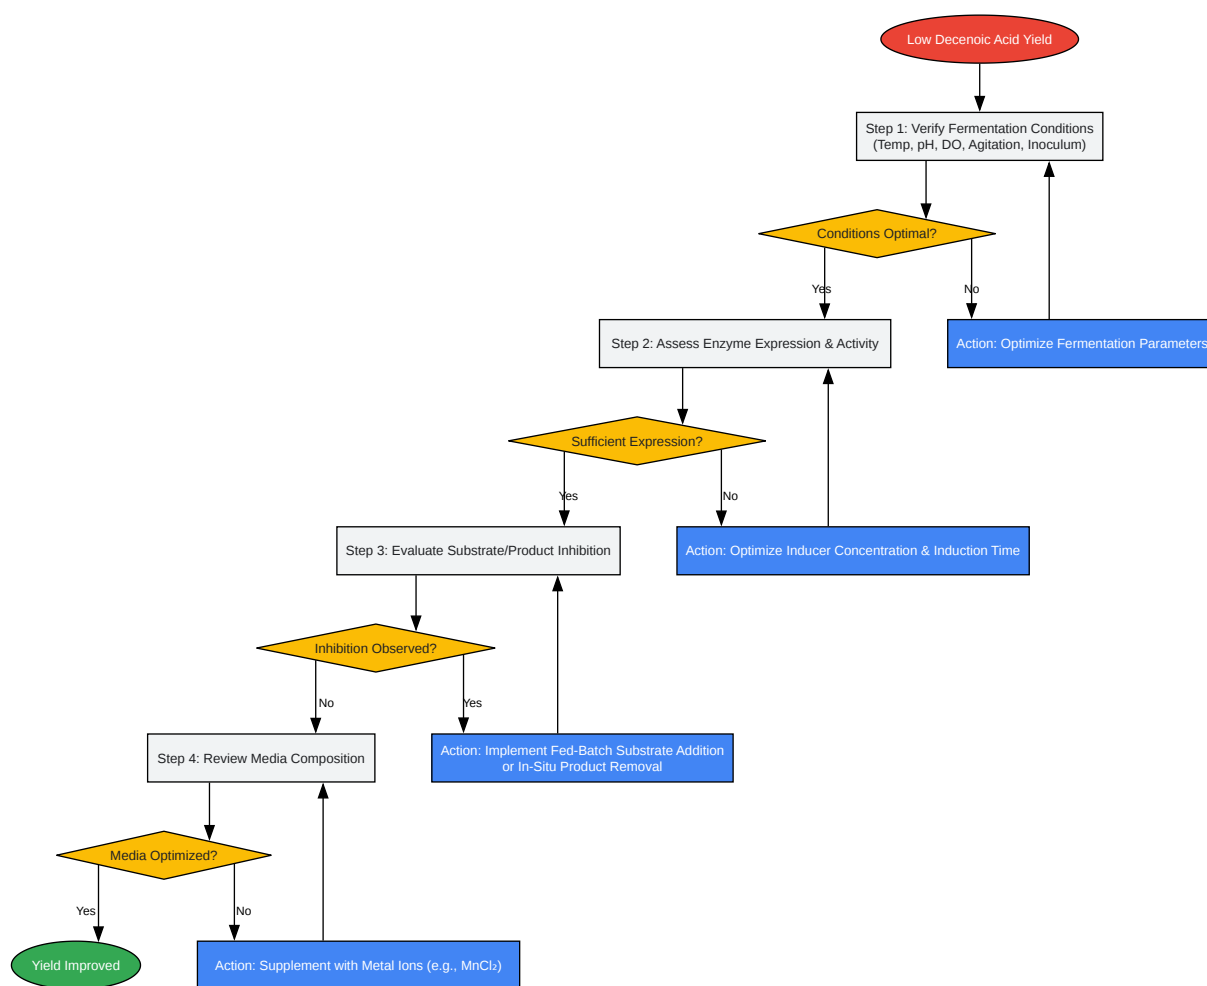 Low Decenoic Acid Yield
Step 1: Verify Fermentation Conditions
(Temp, pH, DO, Agitation, Inoculum)
Conditions Optimal?
Yes
No
Step 2: Assess Enzyme Expression & Activity
Action: Optimize Fermentation Parameters
Sufficient Expression?
Yes
No
Step 3: Evaluate Substrate/Product Inhibition
Action: Optimize Inducer Concentration & Induction Time
Inhibition Observed?
No
Yes
Step 4: Review Media Composition
Action: Implement Fed-Batch Substrate Addition
or In-Situ Product Removal
Media Optimized?
Yes
No
Yield Improved
Action: Supplement with Metal Ions (e.g., MnCl₂)